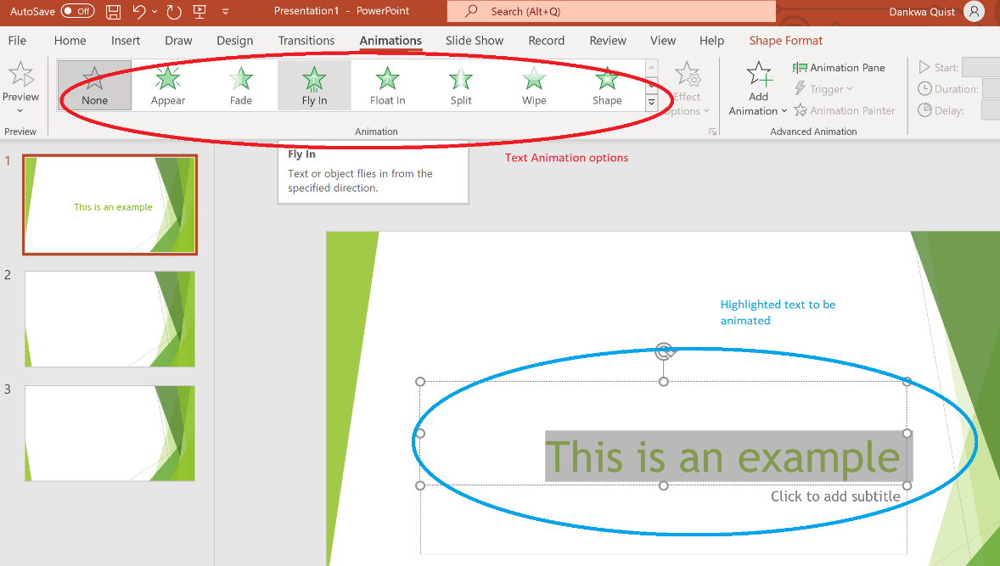 AutoSave Off Presentation1 - PowerPoint Search (Alt+Q) Dankwa Quist
File Home Insert Draw Design Transitions Animations Slide Show Record Review View Help Shape Format
Preview
None Appear Fade Fly In Float In Split Wipe Shape
Effect
Options
Add
Animation
Animation Pane
Trigger
Animation Painter
Start:
Duration:
Delay:
Preview Animation Advanced Animation
Fly In
Text or object flies in from the
specified direction.
Text Animation options
1
This is an example
2
3
Highlighted text to be
animated
This is an example
Click to add subtitle